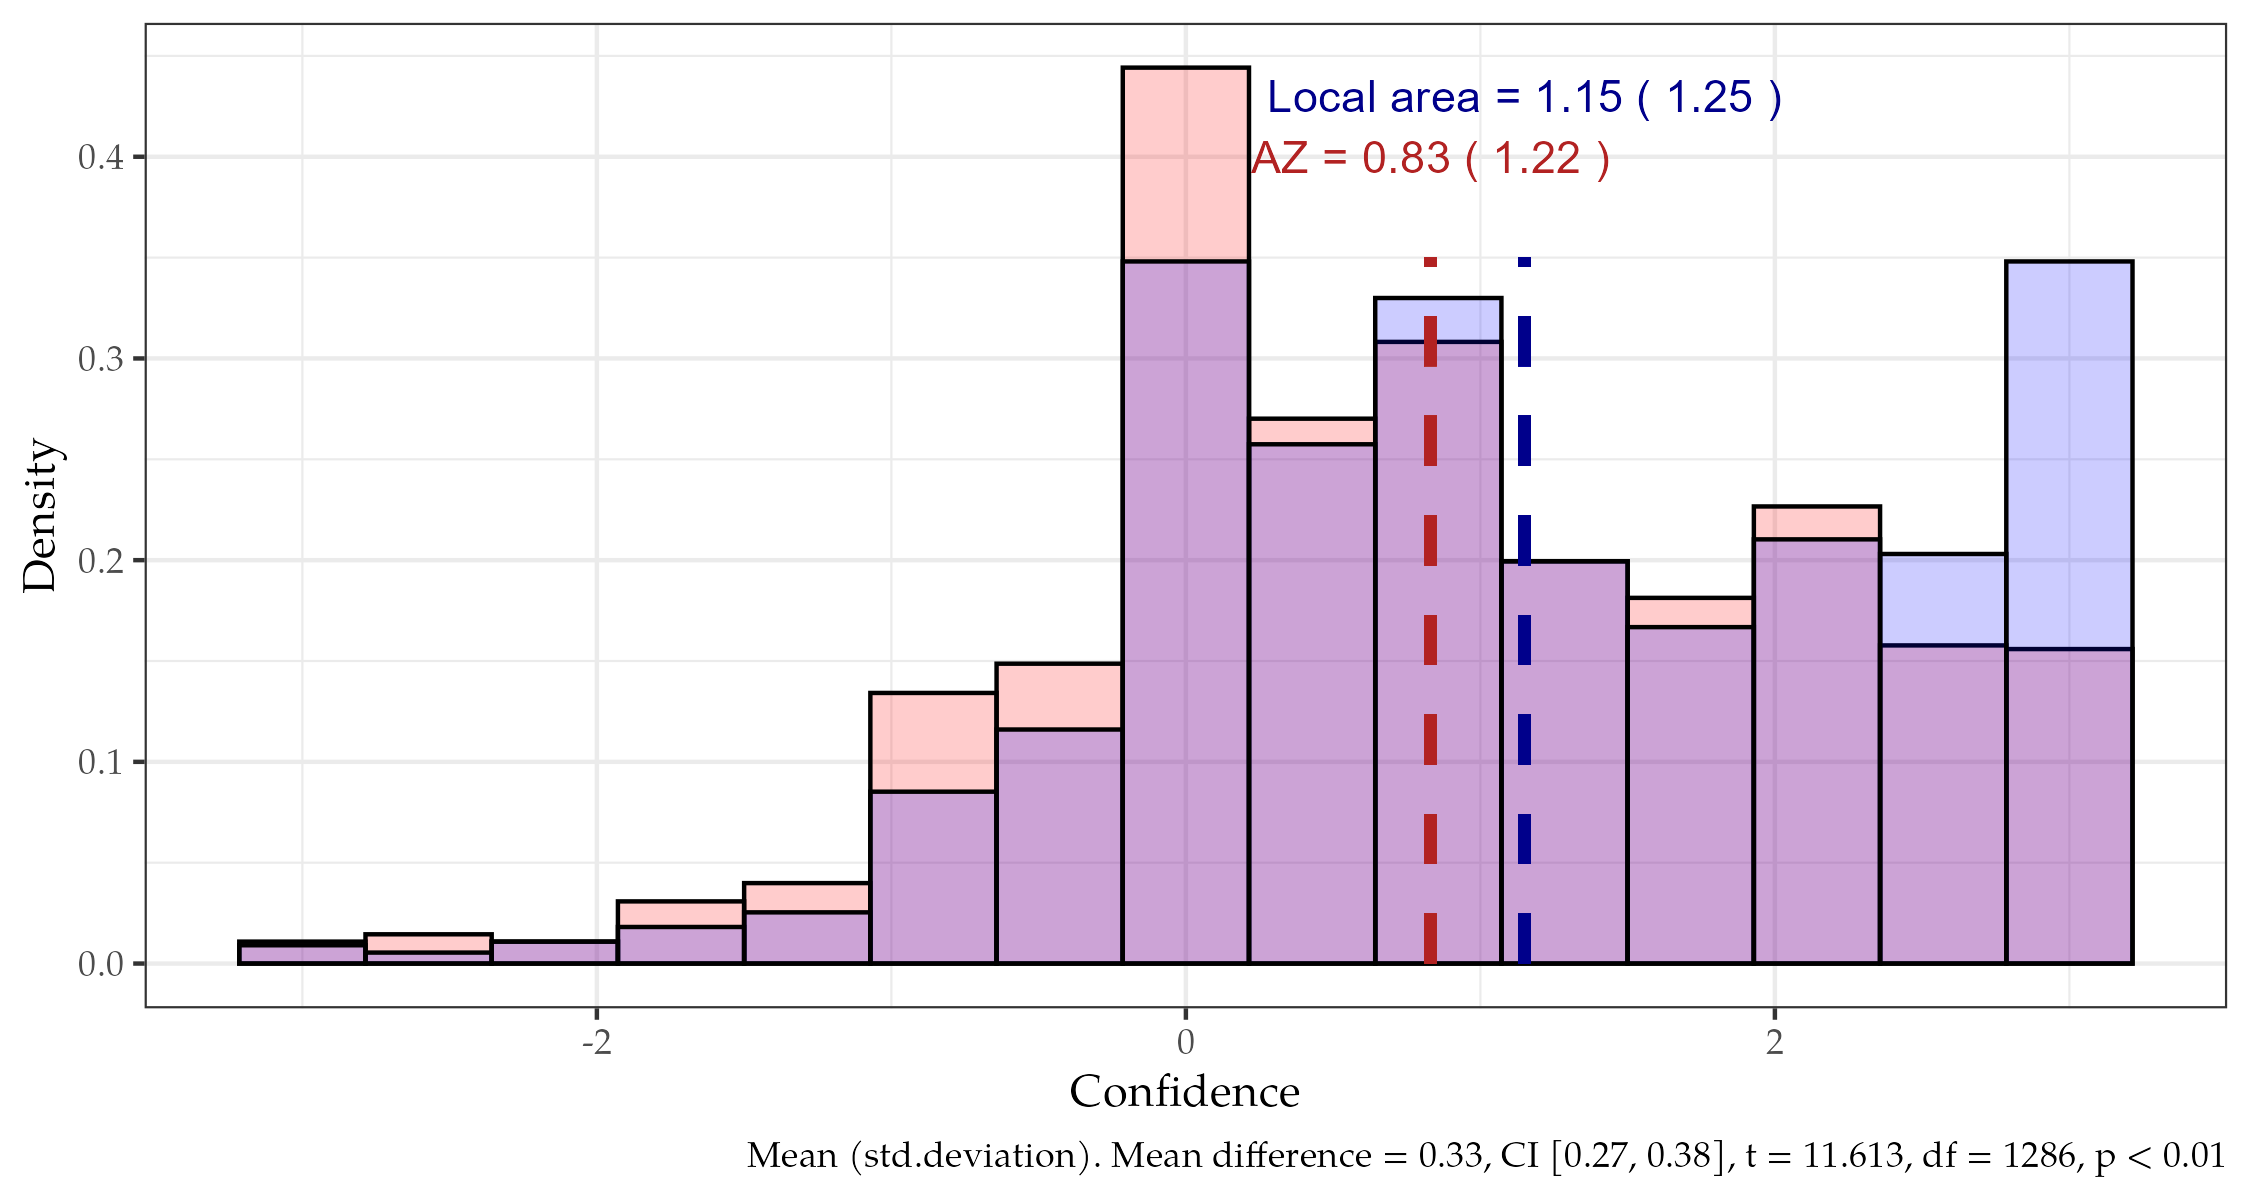 Local area = 1.15 ( 1.25 )
AZ = 0.83 ( 1.22 )
0.4
0.3
0.2
0.1
0.0
Density
-2 0 2
Confidence
Mean (std.deviation). Mean difference = 0.33, CI [0.27, 0.38], t = 11.613, df = 1286, p < 0.01